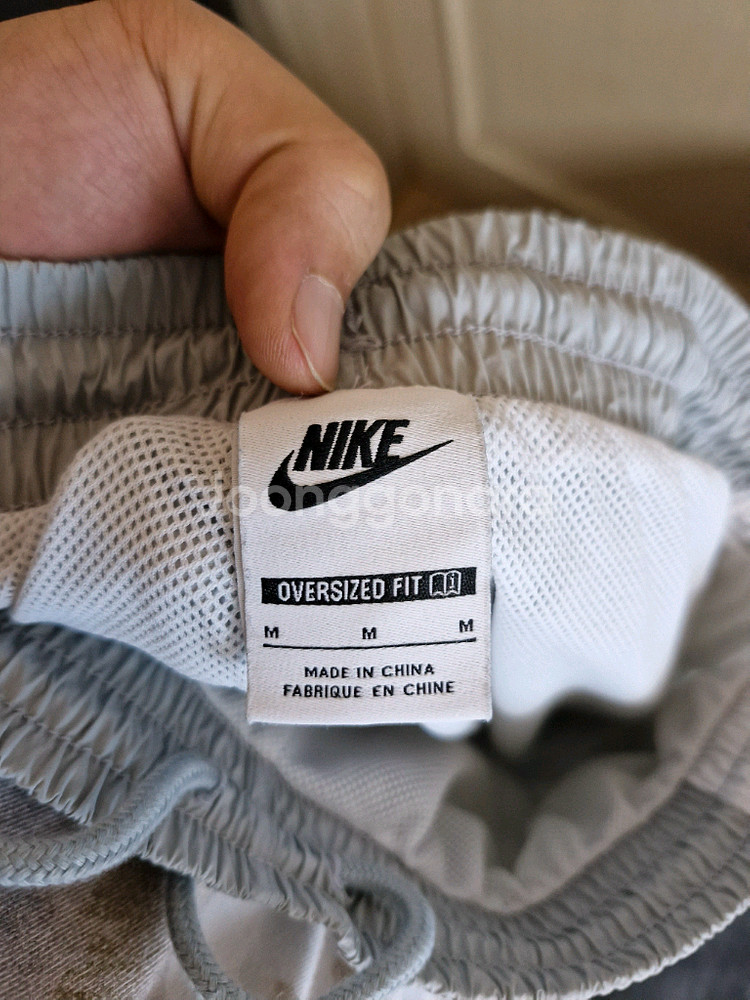 NIKE
OVERSIZED FIT
M M M
MADE IN CHINA
FABRIQUE EN CHINE